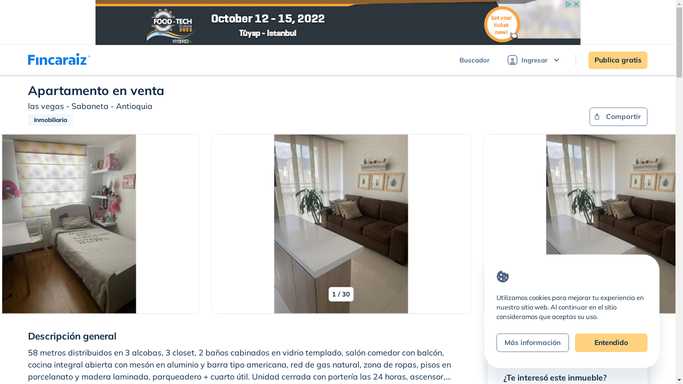 FOOD-TECH
October 12 - 15, 2022
Tüyap - Istanbul
Get your ticket now!
Fincaraíz
Buscador
Ingresar
Publica gratis
Apartamento en venta
las vegas - Sabaneta - Antioquia
Inmobiliaria
Compartir
1 / 30
Utilizamos cookies para mejorar tu experiencia en
nuestro sitio web. Al continuar en el sitio
consideramos que aceptas su uso.
Más información
Entendido
Descripción general
58 metros distribuidos en 3 alcobas, 3 closet, 2 baños cabinados en vidrio templado, salón comedor con balcón,
cocina integral abierta con mesón en aluminio y barra tipo americana, red de gas natural, zona de ropas, pisos en
porcelanato y madera laminada, parqueadero + cuarto útil. Unidad cerrada con portería las 24 horas, ascensor,...
¿Te interesó este inmueble?